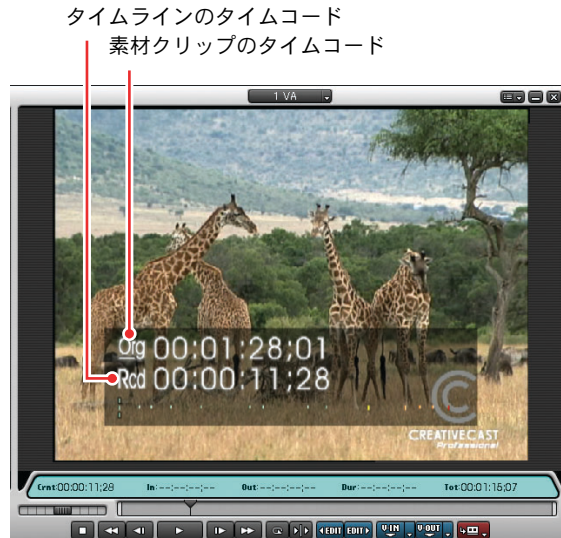 タイムラインのタイムコード
素材クリップのタイムコード
1 VA
Org 00:01:28;01
Rcd 00:00:11;28
CREATIVECAST
Professional
Crnt:00:00:11;28 In:--:--:--;-- Out:--:--:--;-- Dur:--:--:--;-- Tot:00:01:15;07
EDIT EDIT V IN V OUT